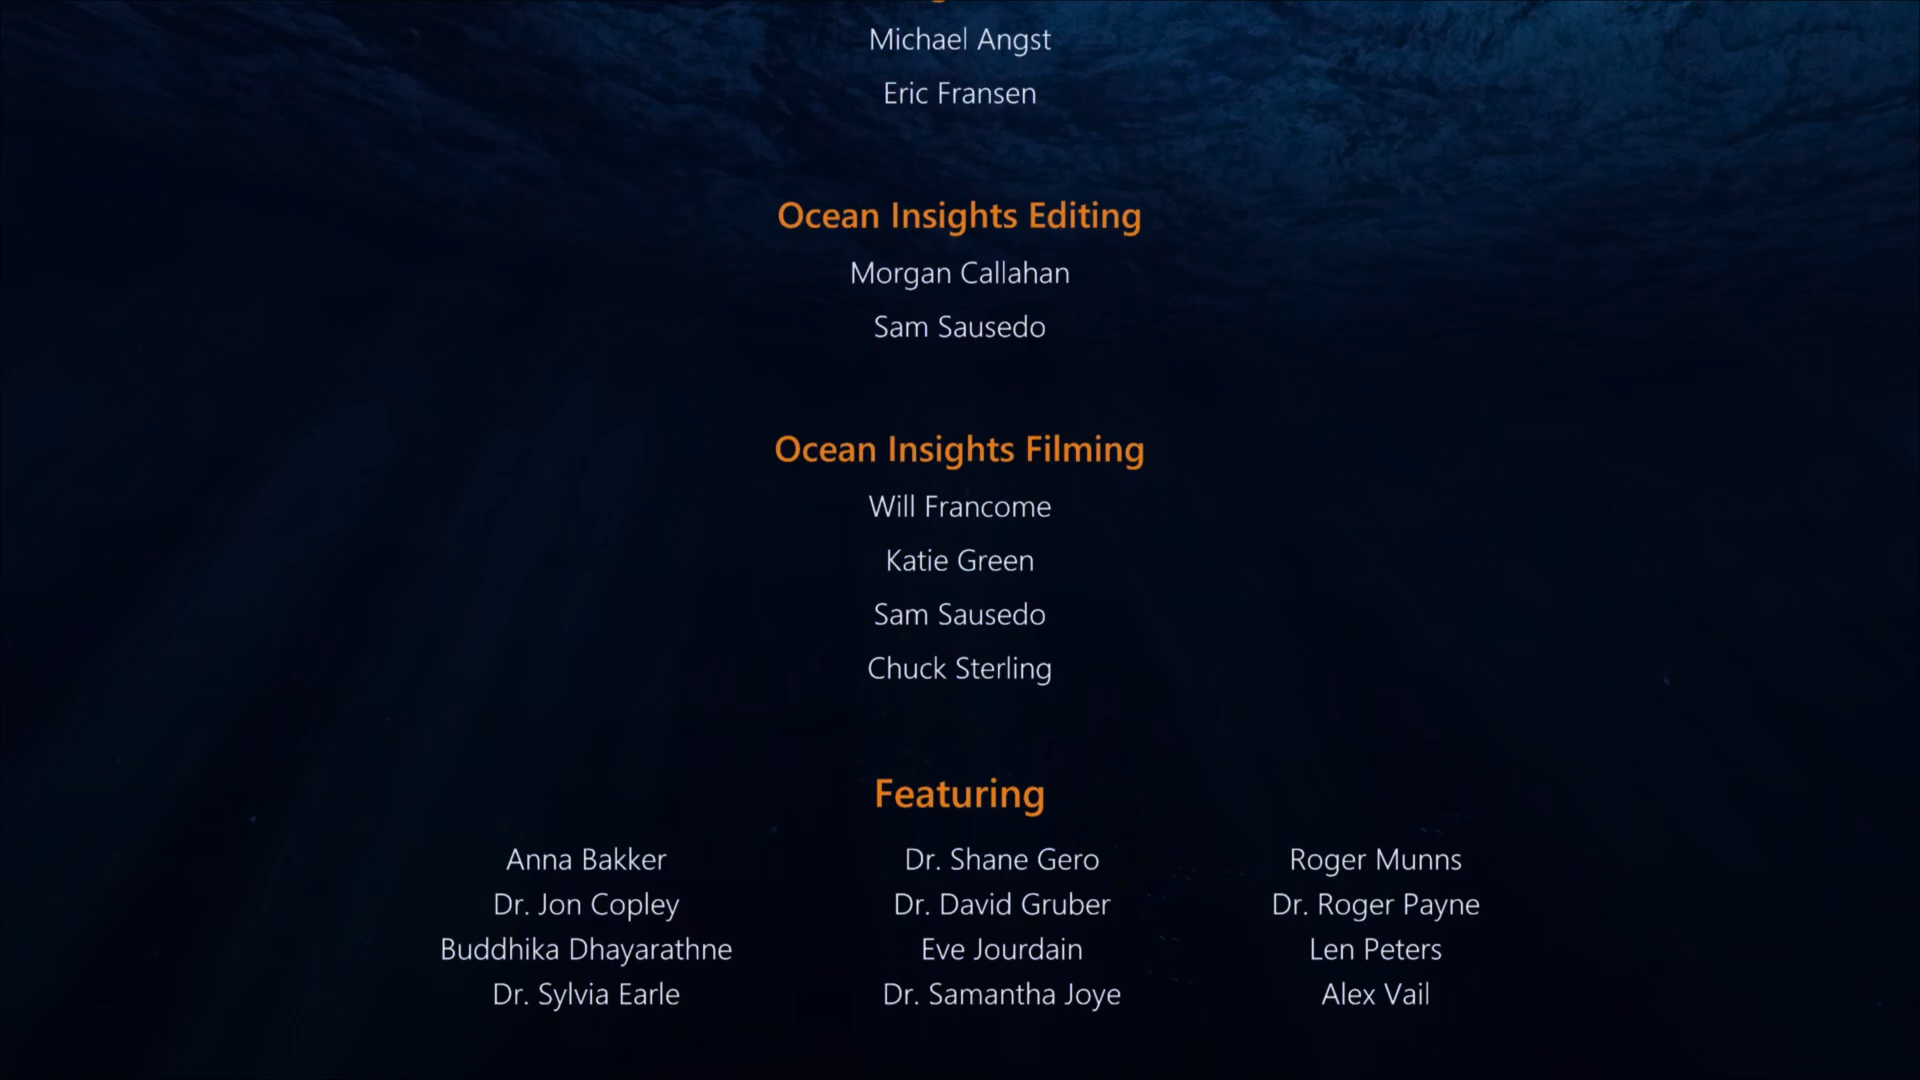 Michael Angst
Eric Fransen
Ocean Insights Editing
Morgan Callahan
Sam Sausedo
Ocean Insights Filming
Will Francome
Katie Green
Sam Sausedo
Chuck Sterling
Featuring
Anna Bakker
Dr. Jon Copley
Buddhika Dhayarathne
Dr. Sylvia Earle
Dr. Shane Gero
Dr. David Gruber
Eve Jourdain
Dr. Samantha Joye
Roger Munns
Dr. Roger Payne
Len Peters
Alex Vail